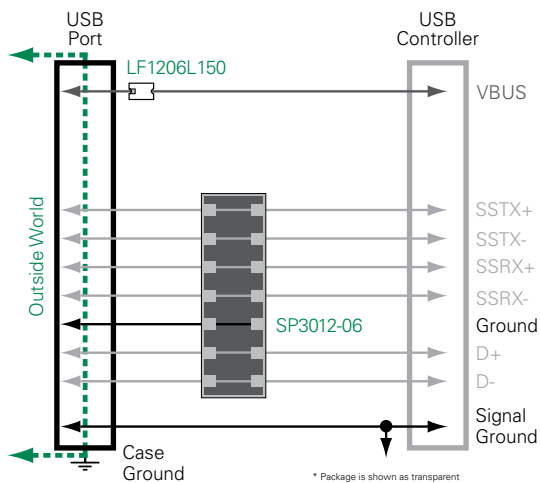 USB
Port
USB
Controller
LF1206L150
VBUS
Outside World
SSTX+
SSTX-
SSRX+
SSRX-
SP3012-06
Ground
D+
D-
Signal
Ground
Case
Ground
* Package is shown as transparent